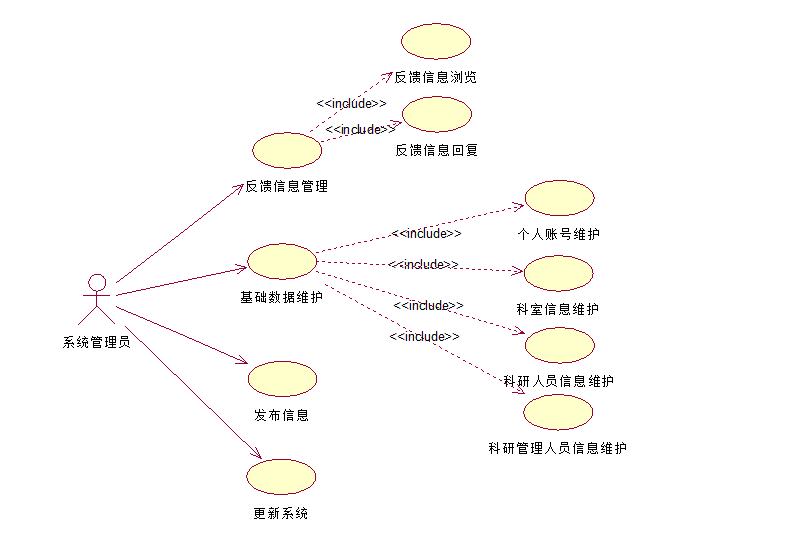 反馈信息浏览
<<include>>
<<include>>
反馈信息回复
反馈信息管理
个人账号维护
<<include>>
<<include>>
基础数据维护
科室信息维护
<<include>>
<<include>>
系统管理员
科研人员信息维护
发布信息
科研管理人员信息维护
更新系统